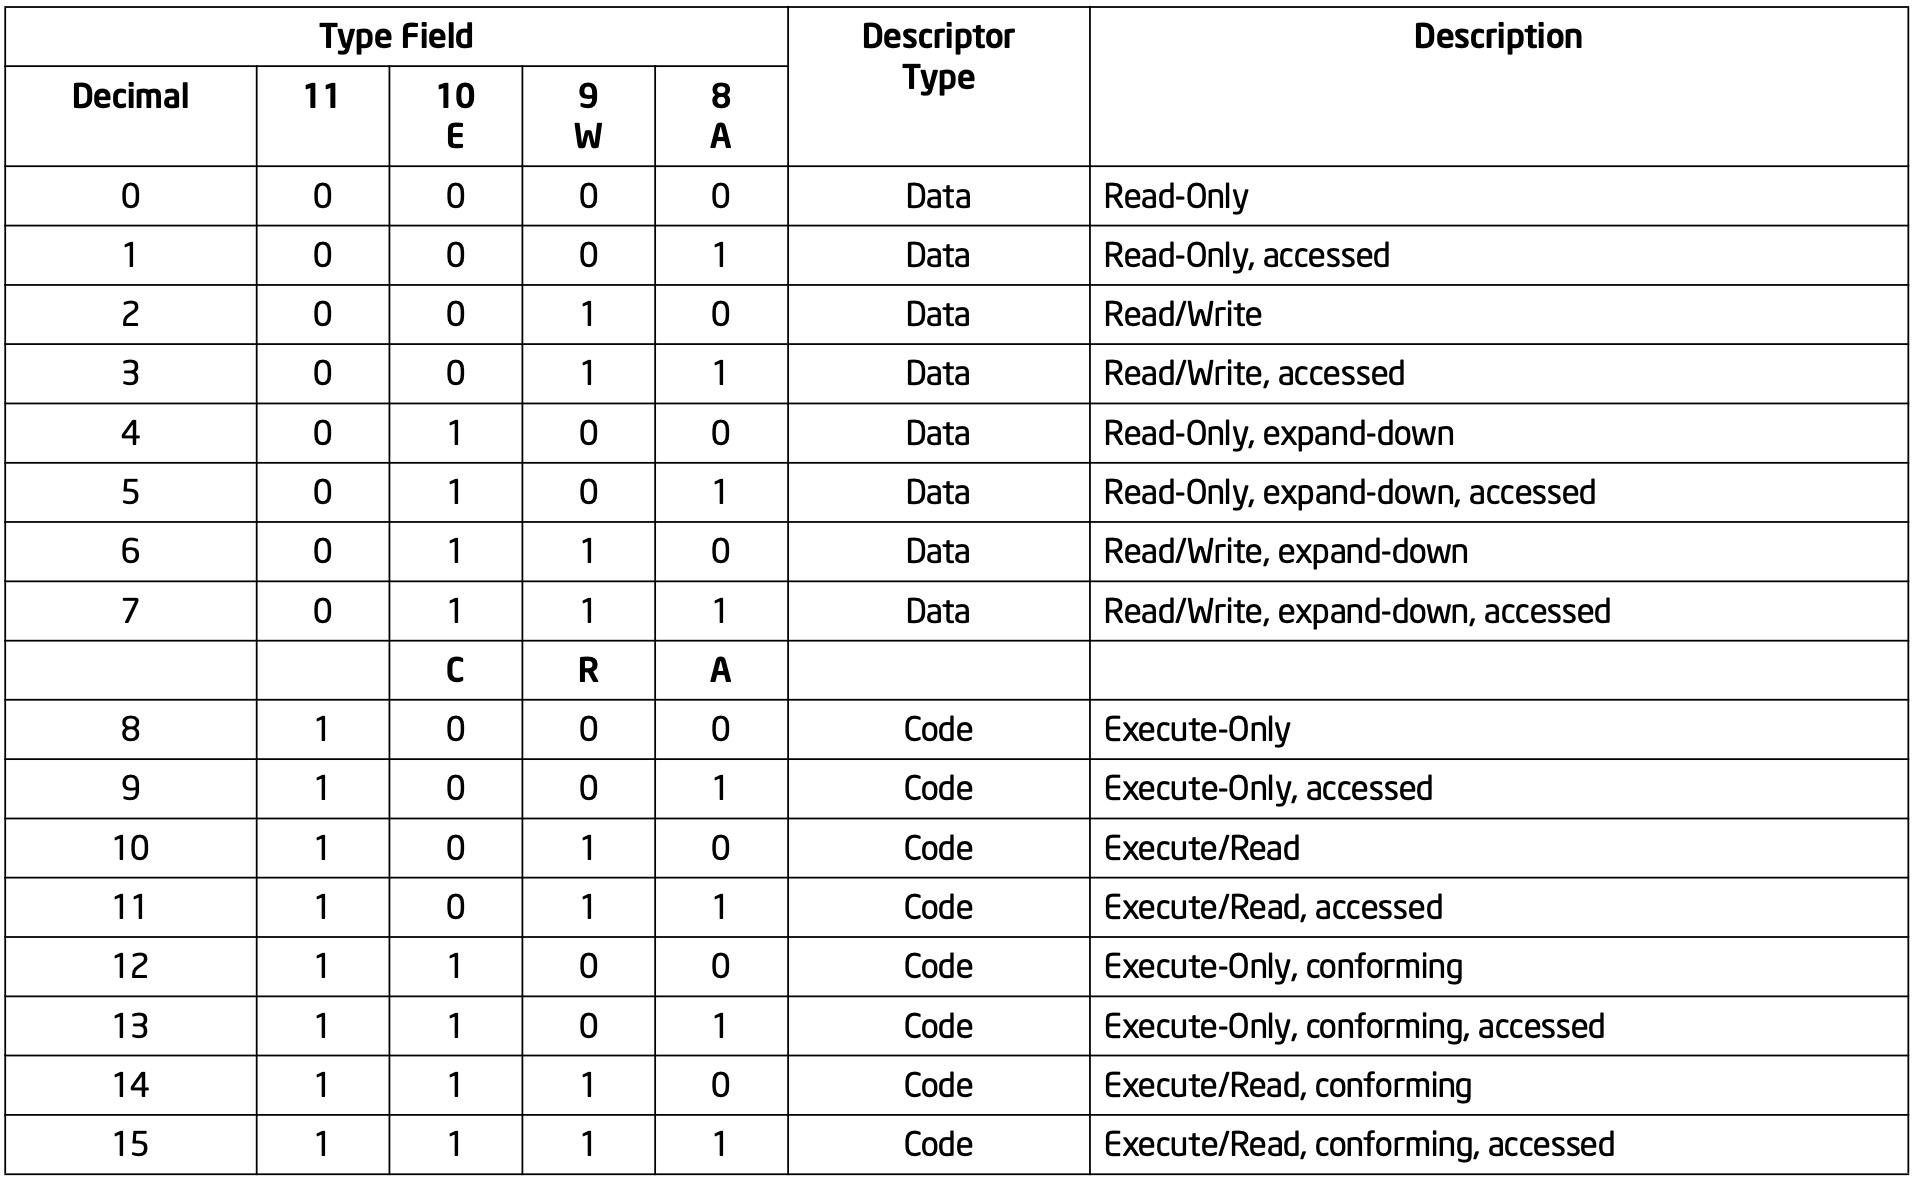 Type Field Descriptor Type Description
Decimal 11 10 E 9 W 8 A
0 0 0 0 0 Data Read-Only
1 0 0 0 1 Data Read-Only, accessed
2 0 0 1 0 Data Read/Write
3 0 0 1 1 Data Read/Write, accessed
4 0 1 0 0 Data Read-Only, expand-down
5 0 1 0 1 Data Read-Only, expand-down, accessed
6 0 1 1 0 Data Read/Write, expand-down
7 0 1 1 1 Data Read/Write, expand-down, accessed
C R A
8 1 0 0 0 Code Execute-Only
9 1 0 0 1 Code Execute-Only, accessed
10 1 0 1 0 Code Execute/Read
11 1 0 1 1 Code Execute/Read, accessed
12 1 1 0 0 Code Execute-Only, conforming
13 1 1 0 1 Code Execute-Only, conforming, accessed
14 1 1 1 0 Code Execute/Read, conforming
15 1 1 1 1 Code Execute/Read, conforming, accessed